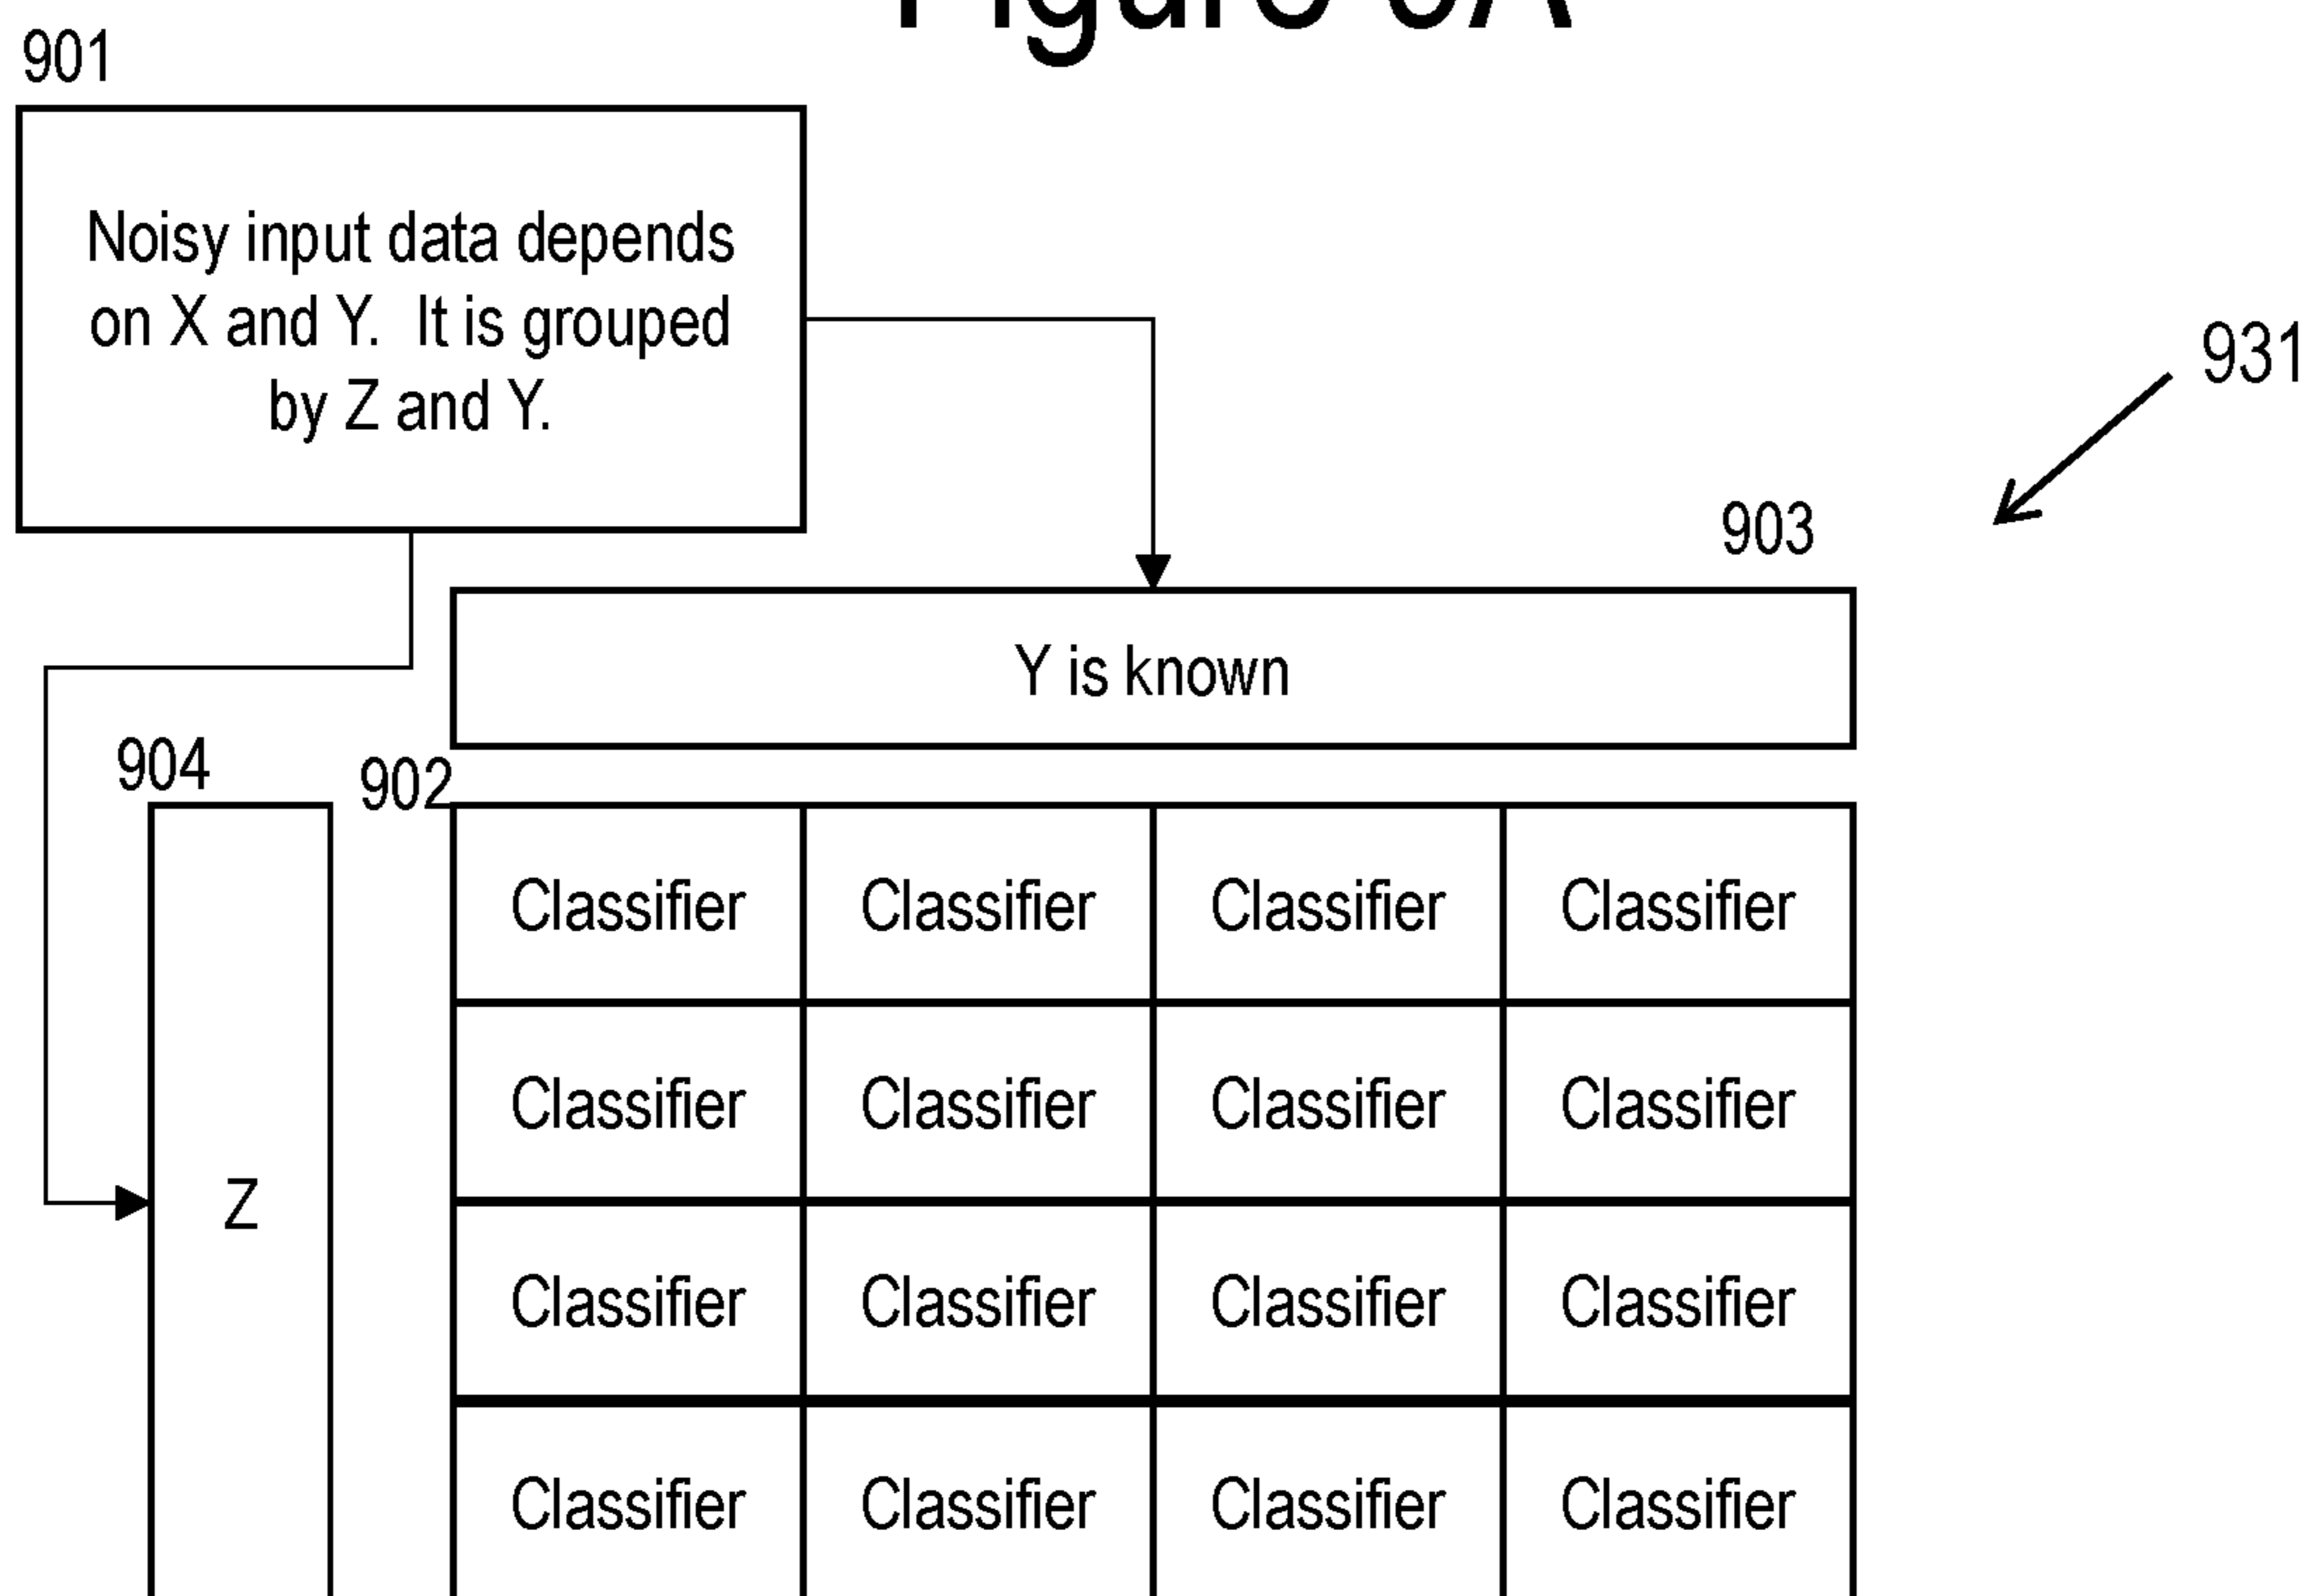 901
Noisy input data depends
on X and Y.  It is grouped
by Z and Y.
931
903
Y is known
904
902
Classifier Classifier Classifier Classifier
Classifier Classifier Classifier Classifier
Z
Classifier Classifier Classifier Classifier
Classifier Classifier Classifier Classifier